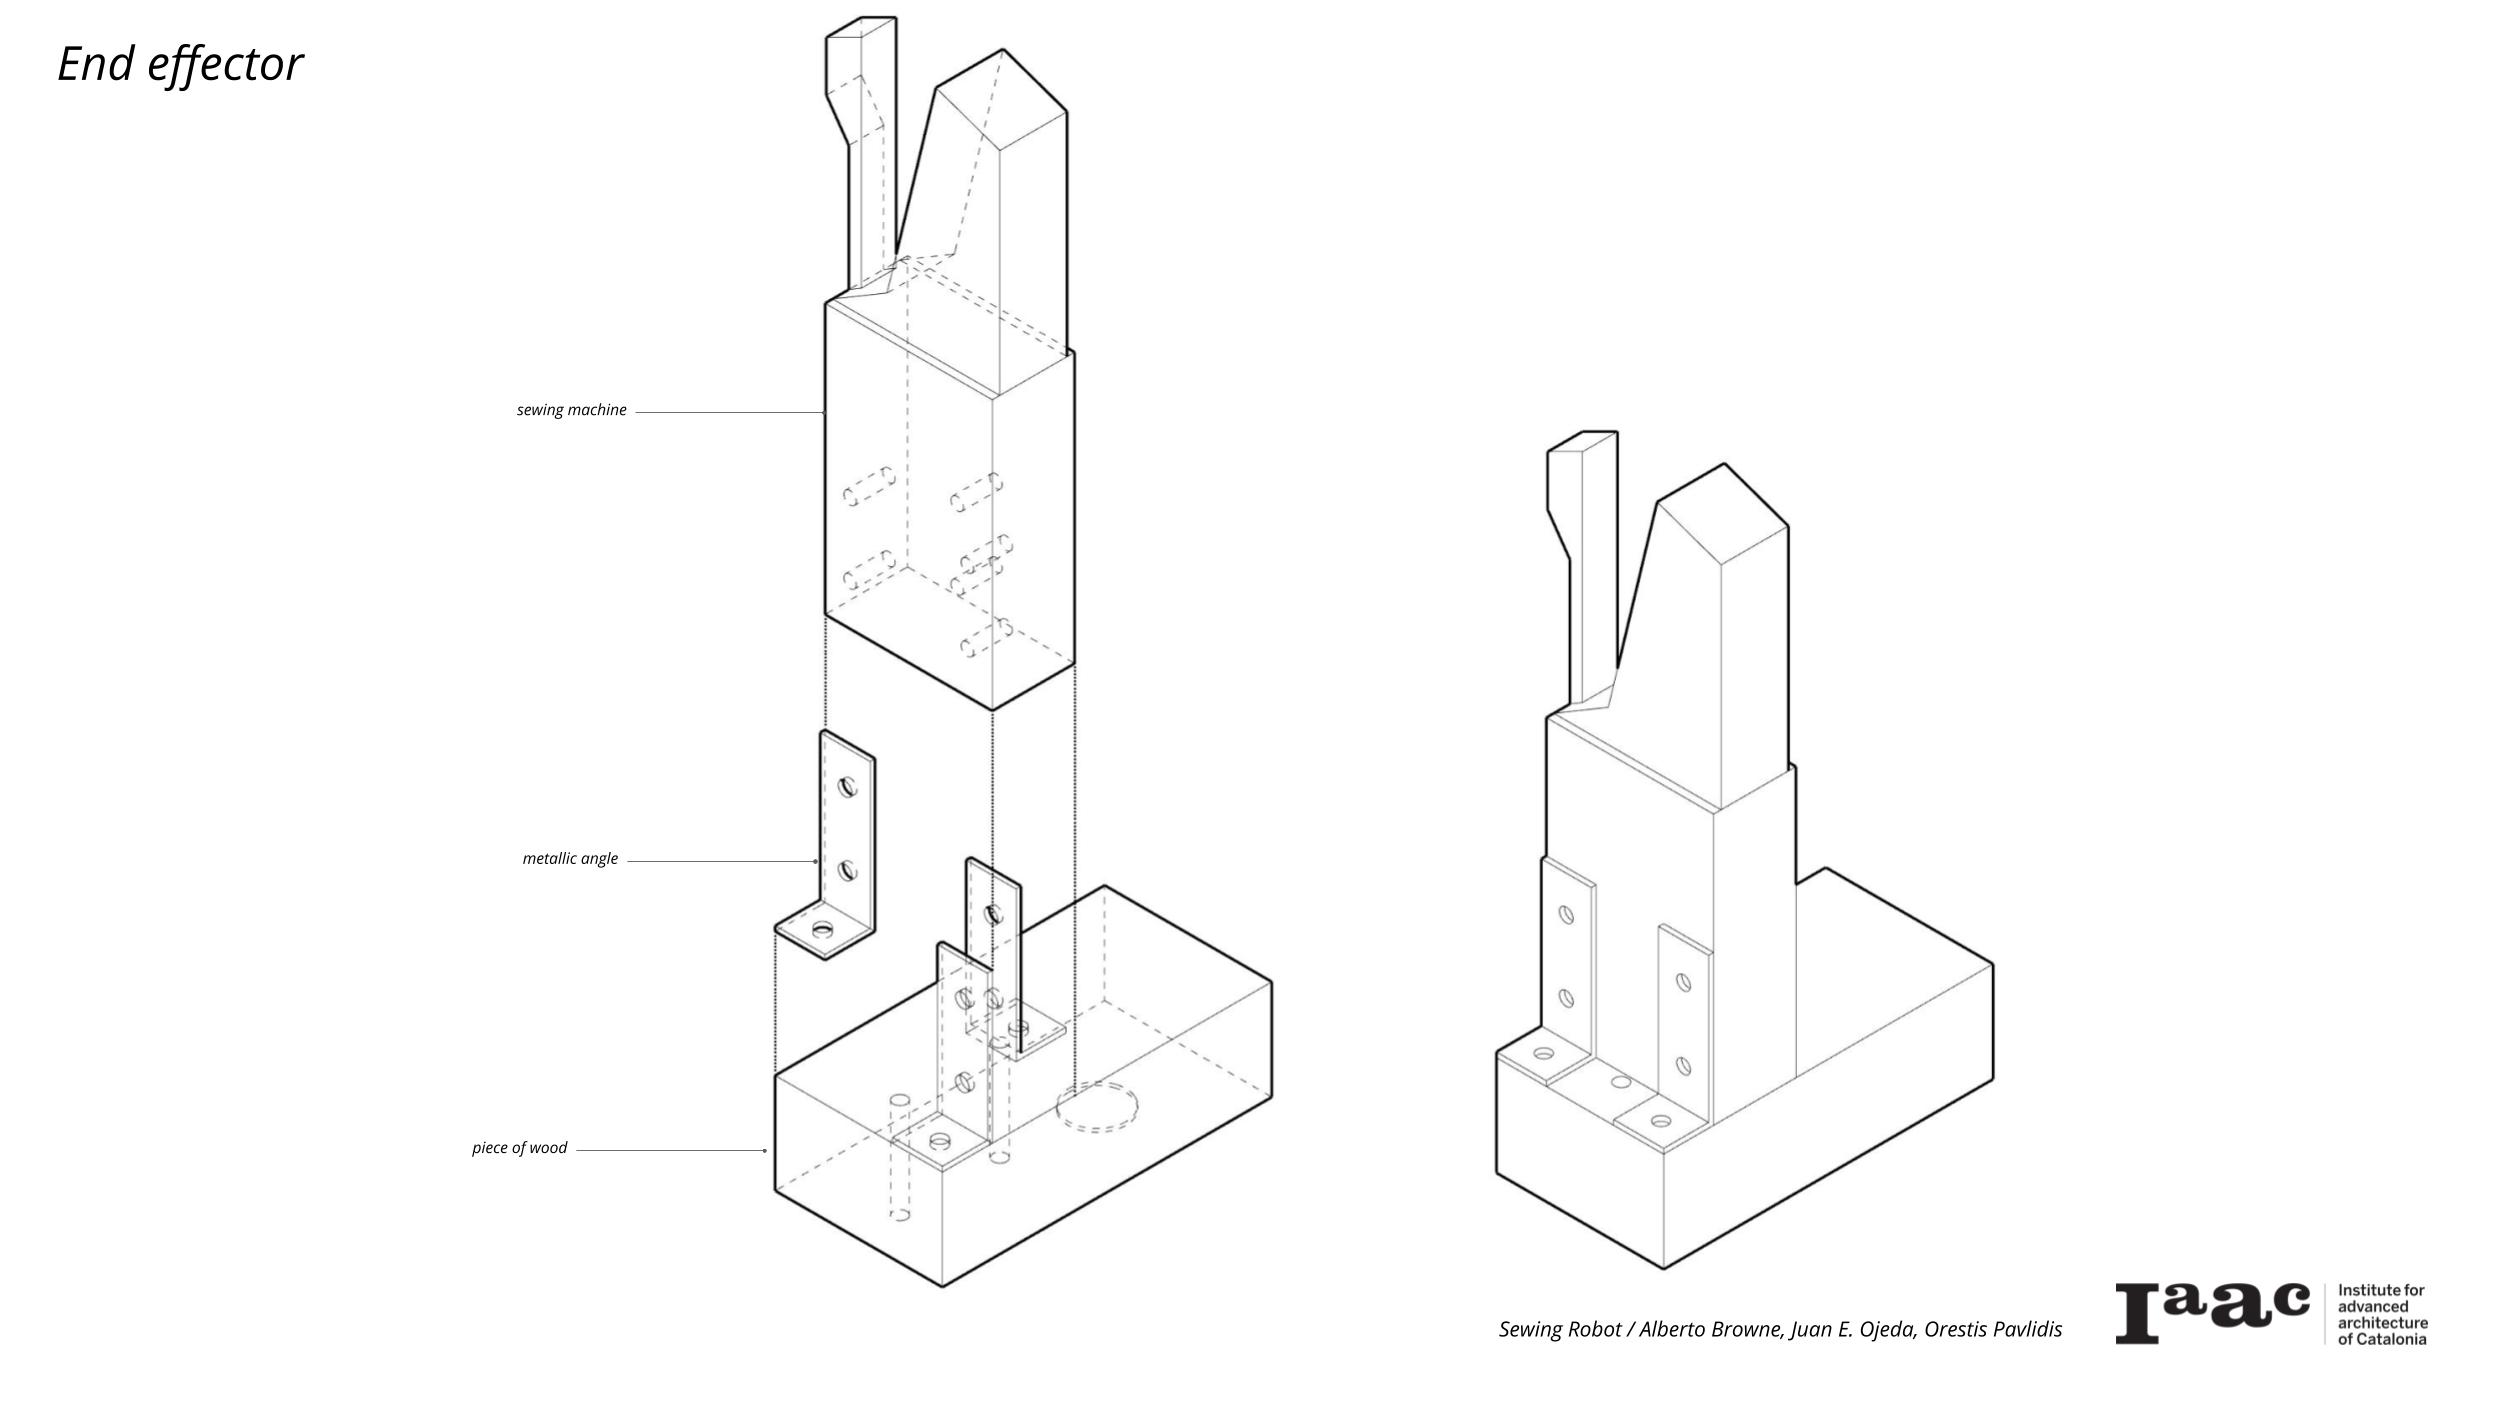 End effector
sewing machine
metallic angle
piece of wood
Sewing Robot / Alberto Browne, Juan E. Ojeda, Orestis Pavlidis
Iaac
Institute for
advanced
architecture
of Catalonia